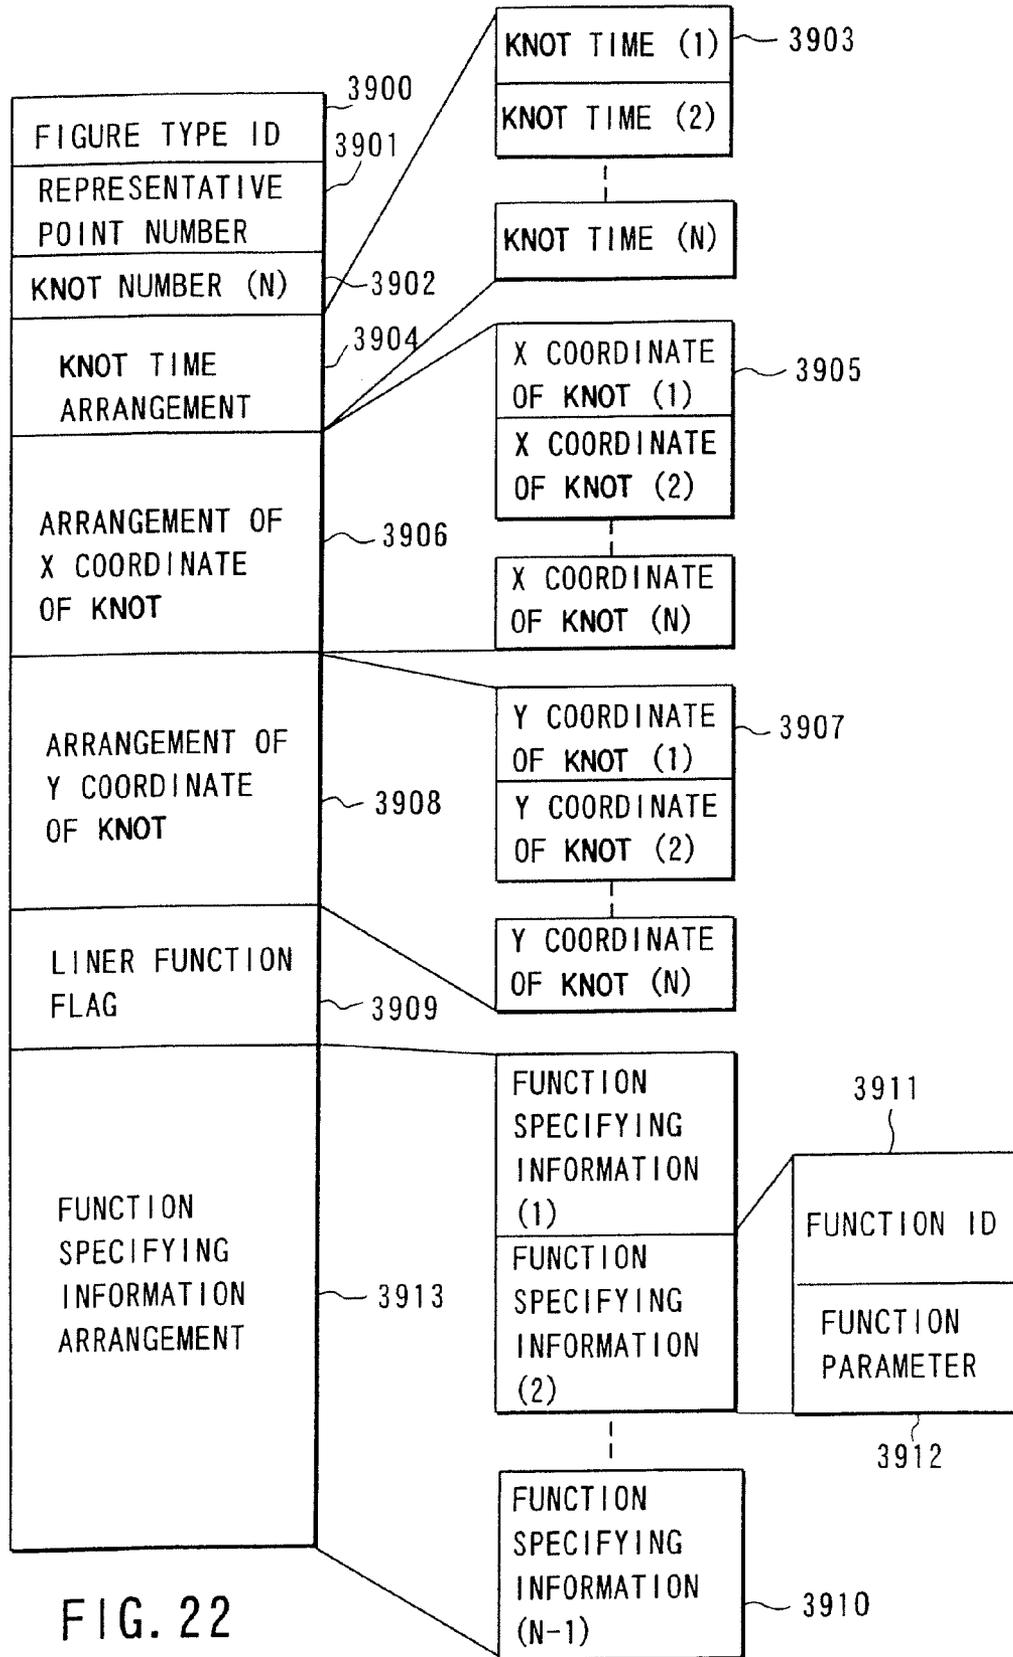 3900
FIGURE TYPE ID
3901
REPRESENTATIVE
POINT NUMBER
KNOT NUMBER (N)
3902
3904
KNOT TIME
ARRANGEMENT
ARRANGEMENT OF
X COORDINATE
OF KNOT
3906
ARRANGEMENT OF
Y COORDINATE
OF KNOT
3908
LINER FUNCTION
FLAG
3909
FUNCTION
SPECIFYING
INFORMATION
ARRANGEMENT
3913
KNOT TIME (1)
3903
KNOT TIME (2)
KNOT TIME (N)
X COORDINATE
OF KNOT (1)
3905
X COORDINATE
OF KNOT (2)
X COORDINATE
OF KNOT (N)
Y COORDINATE
OF KNOT (1)
3907
Y COORDINATE
OF KNOT (2)
Y COORDINATE
OF KNOT (N)
FUNCTION
SPECIFYING
INFORMATION
(1)
FUNCTION
SPECIFYING
INFORMATION
(2)
3911
FUNCTION ID
FUNCTION
PARAMETER
3912
FUNCTION
SPECIFYING
INFORMATION
(N-1)
3910
FIG. 22